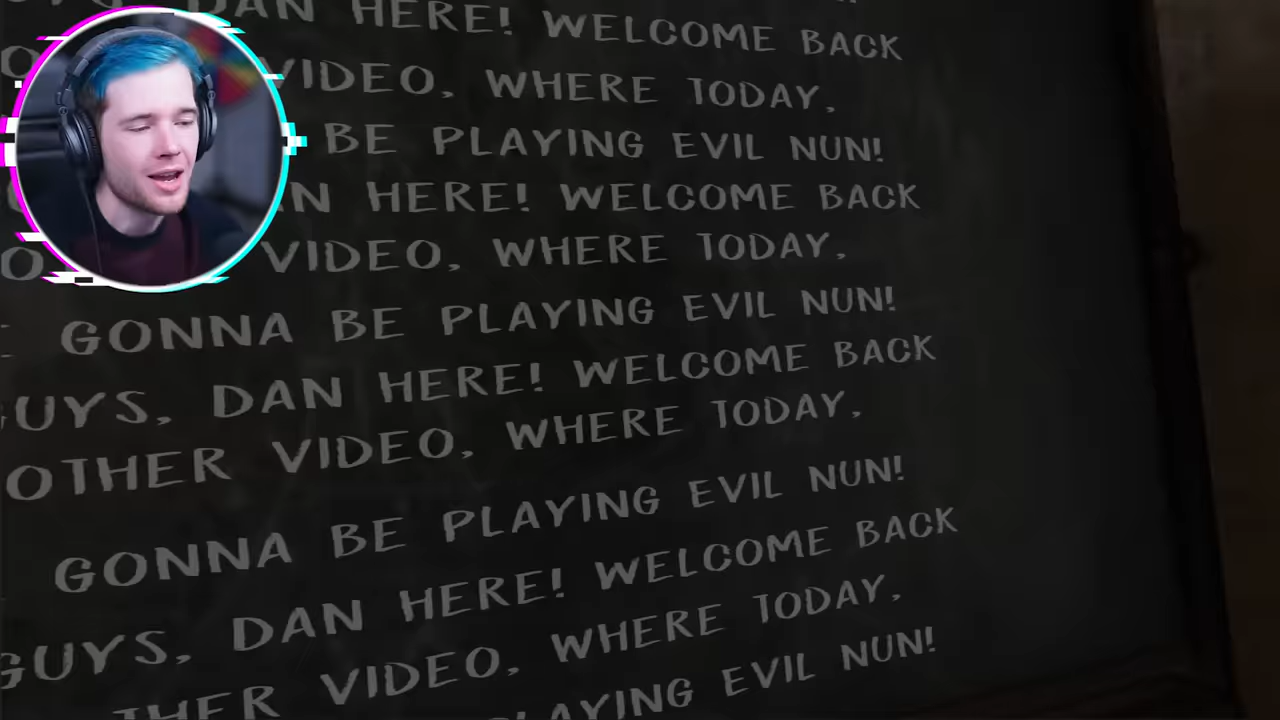 DAN HERE! WELCOME BACK
VIDEO, WHERE TODAY,
BE PLAYING EVIL NUN!
HERE! WELCOME BACK
VIDEO, WHERE TODAY,
GONNA BE PLAYING EVIL NUN!
GUYS, DAN HERE! WELCOME BACK
OTHER VIDEO, WHERE TODAY,
GONNA BE PLAYING EVIL NUN!
GUYS, DAN HERE! WELCOME BACK
THER VIDEO, WHERE TODAY,
PLAYING EVIL NUN!